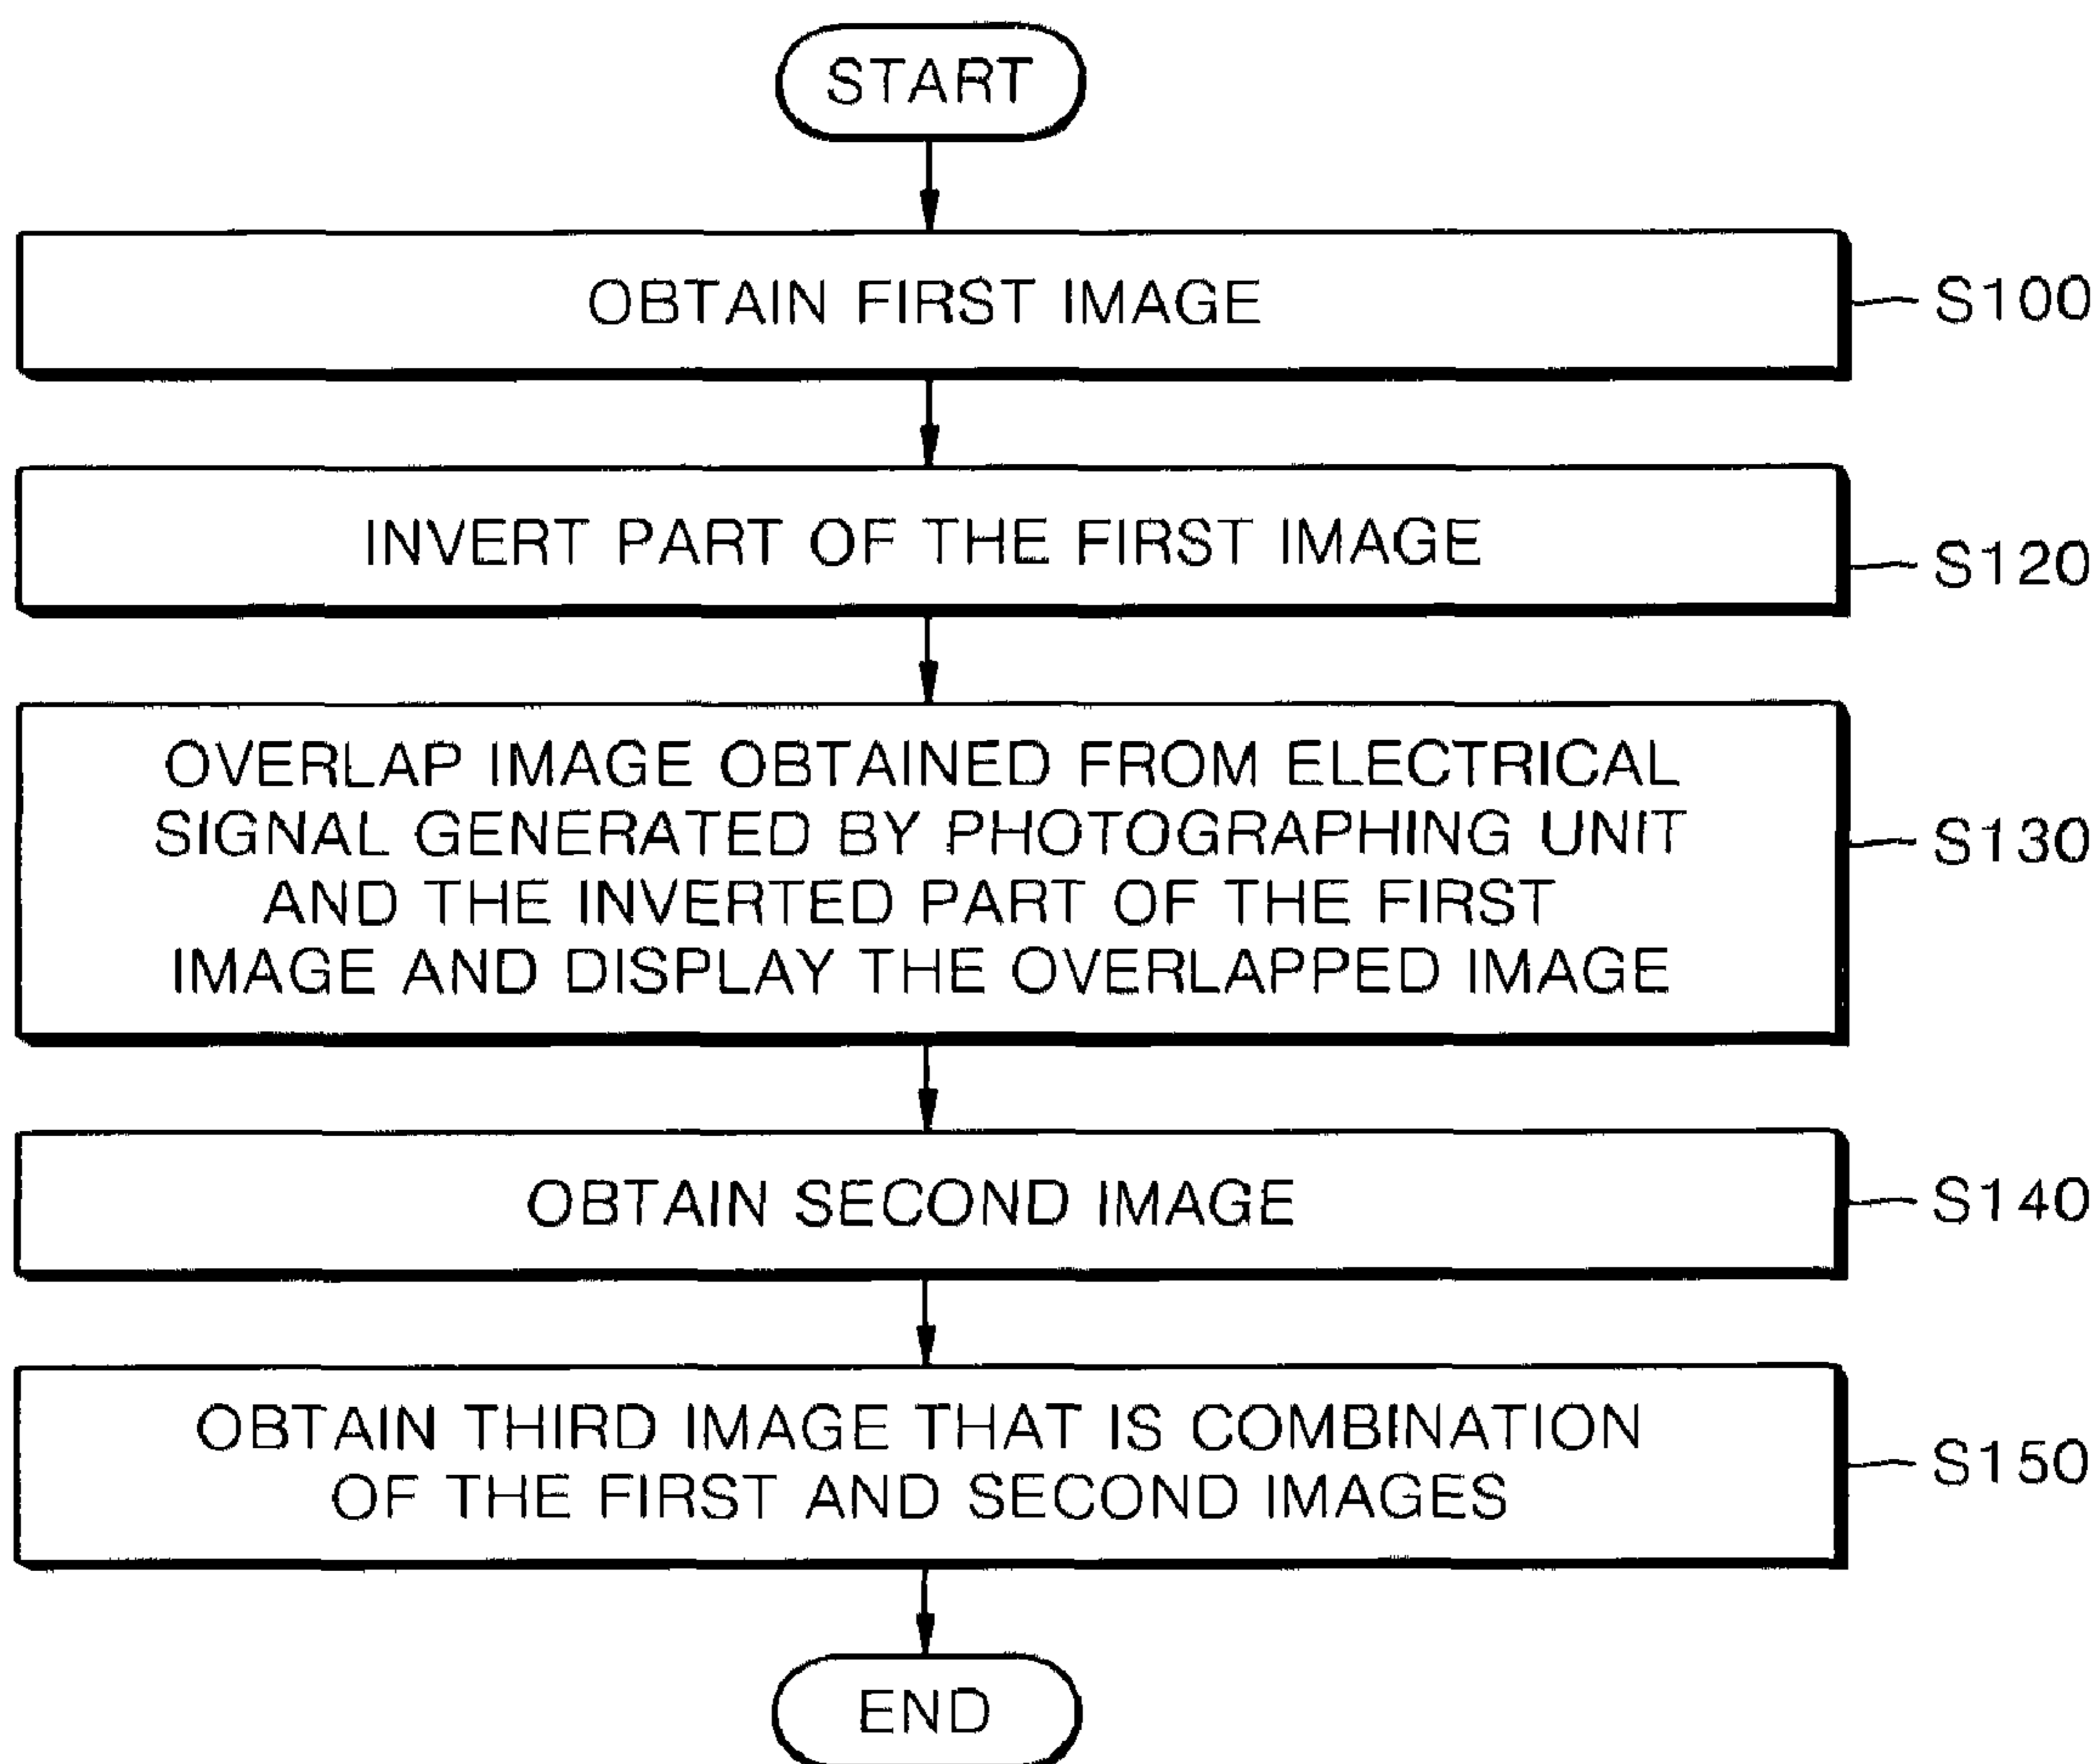 START
OBTAIN FIRST IMAGE
S100
INVERT PART OF THE FIRST IMAGE
S120
OVERLAP IMAGE OBTAINED FROM ELECTRICAL
SIGNAL GENERATED BY PHOTOGRAPHING UNIT
AND THE INVERTED PART OF THE FIRST
IMAGE AND DISPLAY THE OVERLAPPED IMAGE
S130
OBTAIN SECOND IMAGE
S140
OBTAIN THIRD IMAGE THAT IS COMBINATION
OF THE FIRST AND SECOND IMAGES
S150
END